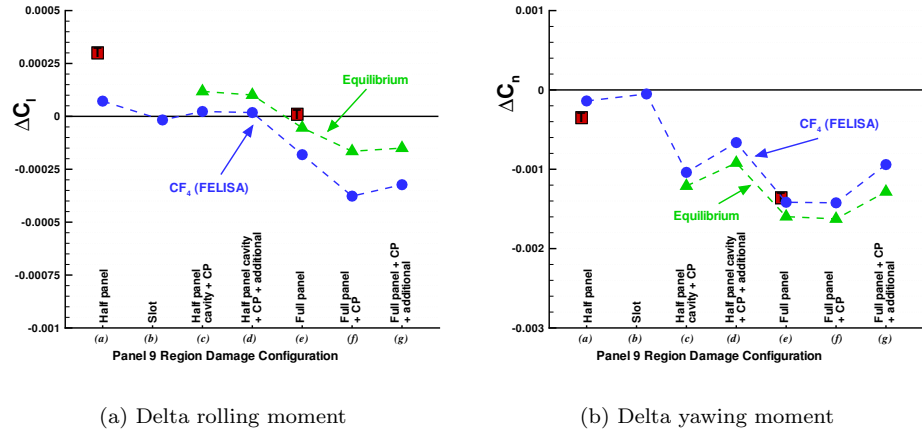 0.0005
0.00025
0
-0.00025
-0.0005
-0.00075
-0.001
ΔCl
T
T
Equilibrium
CF4 (FELISA)
Half panel
Slot
Half panel
cavity + CP
Half panel cavity
+ CP + additional
Full panel
Full panel
+ CP
Full panel + CP
+ additional
(a) (b) (c) (d) (e) (f) (g)
Panel 9 Region Damage Configuration
(a) Delta rolling moment
0.001
0
-0.001
-0.002
-0.003
ΔCn
T
T
CF4 (FELISA)
Equilibrium
Half panel
Slot
Half panel
cavity + CP
Half panel cavity
+ CP + additional
Full panel
Full panel
+ CP
Full panel + CP
+ additional
(a) (b) (c) (d) (e) (f) (g)
Panel 9 Region Damage Configuration
(b) Delta yawing moment